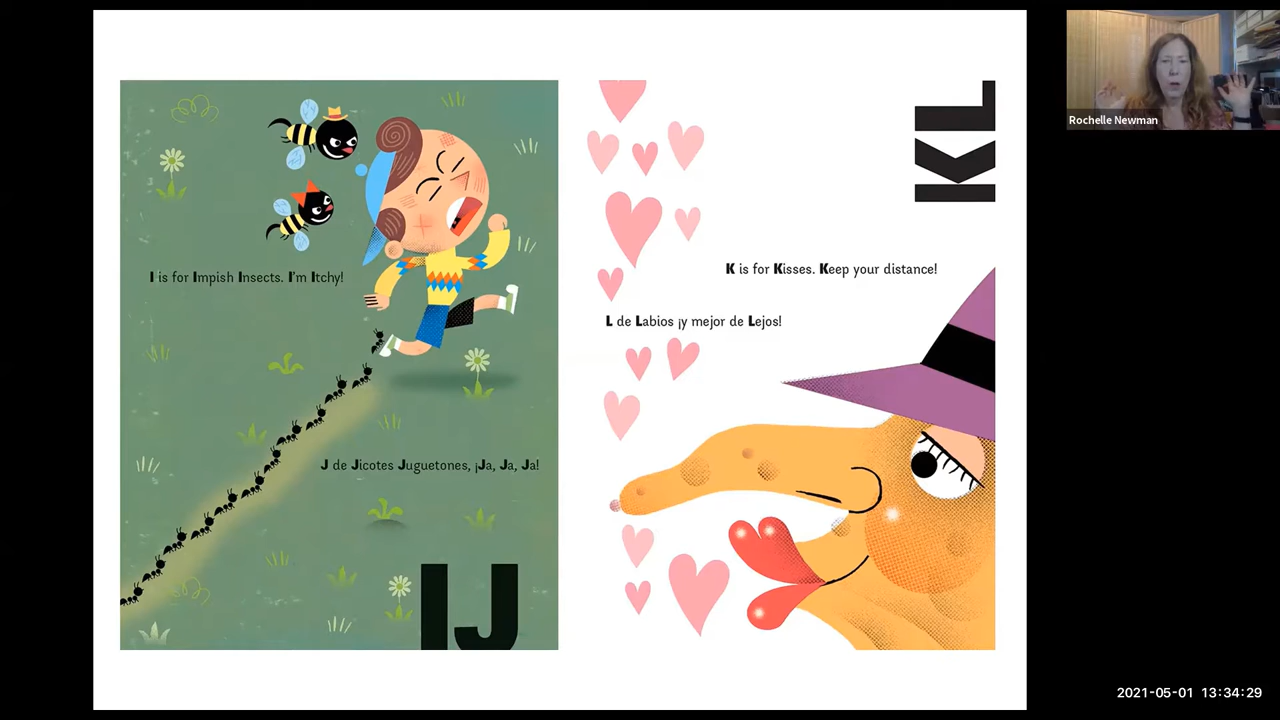 I is for Impish Insects. I'm Itchy!
J de Jicotes Juguetones, ¡Ja, Ja, Ja!
IJ
KL
K is for Kisses. Keep your distance!
L de Labios ¡y mejor de Lejos!
Rochelle Newman
2021-05-01 13:34:29